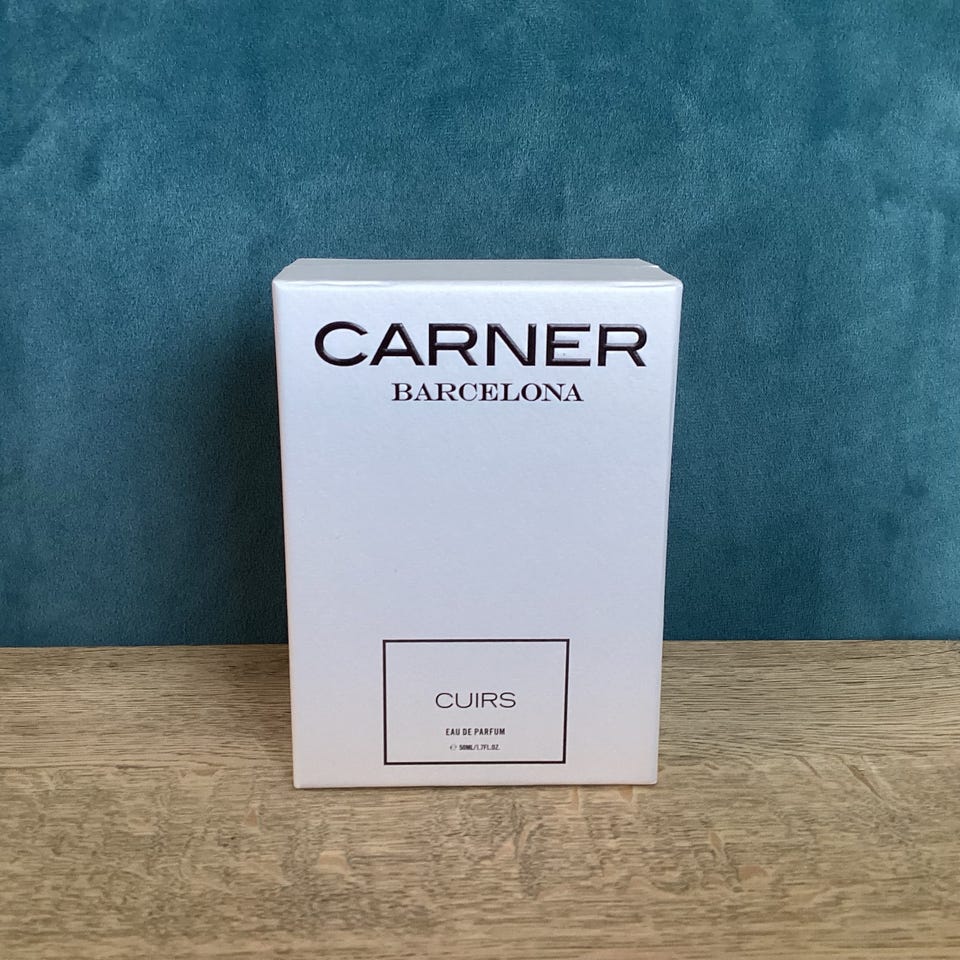 CARNER
BARCELONA
CUIRS
EAU DE PARFUM
℮ 50ML/1.7FL.OZ.